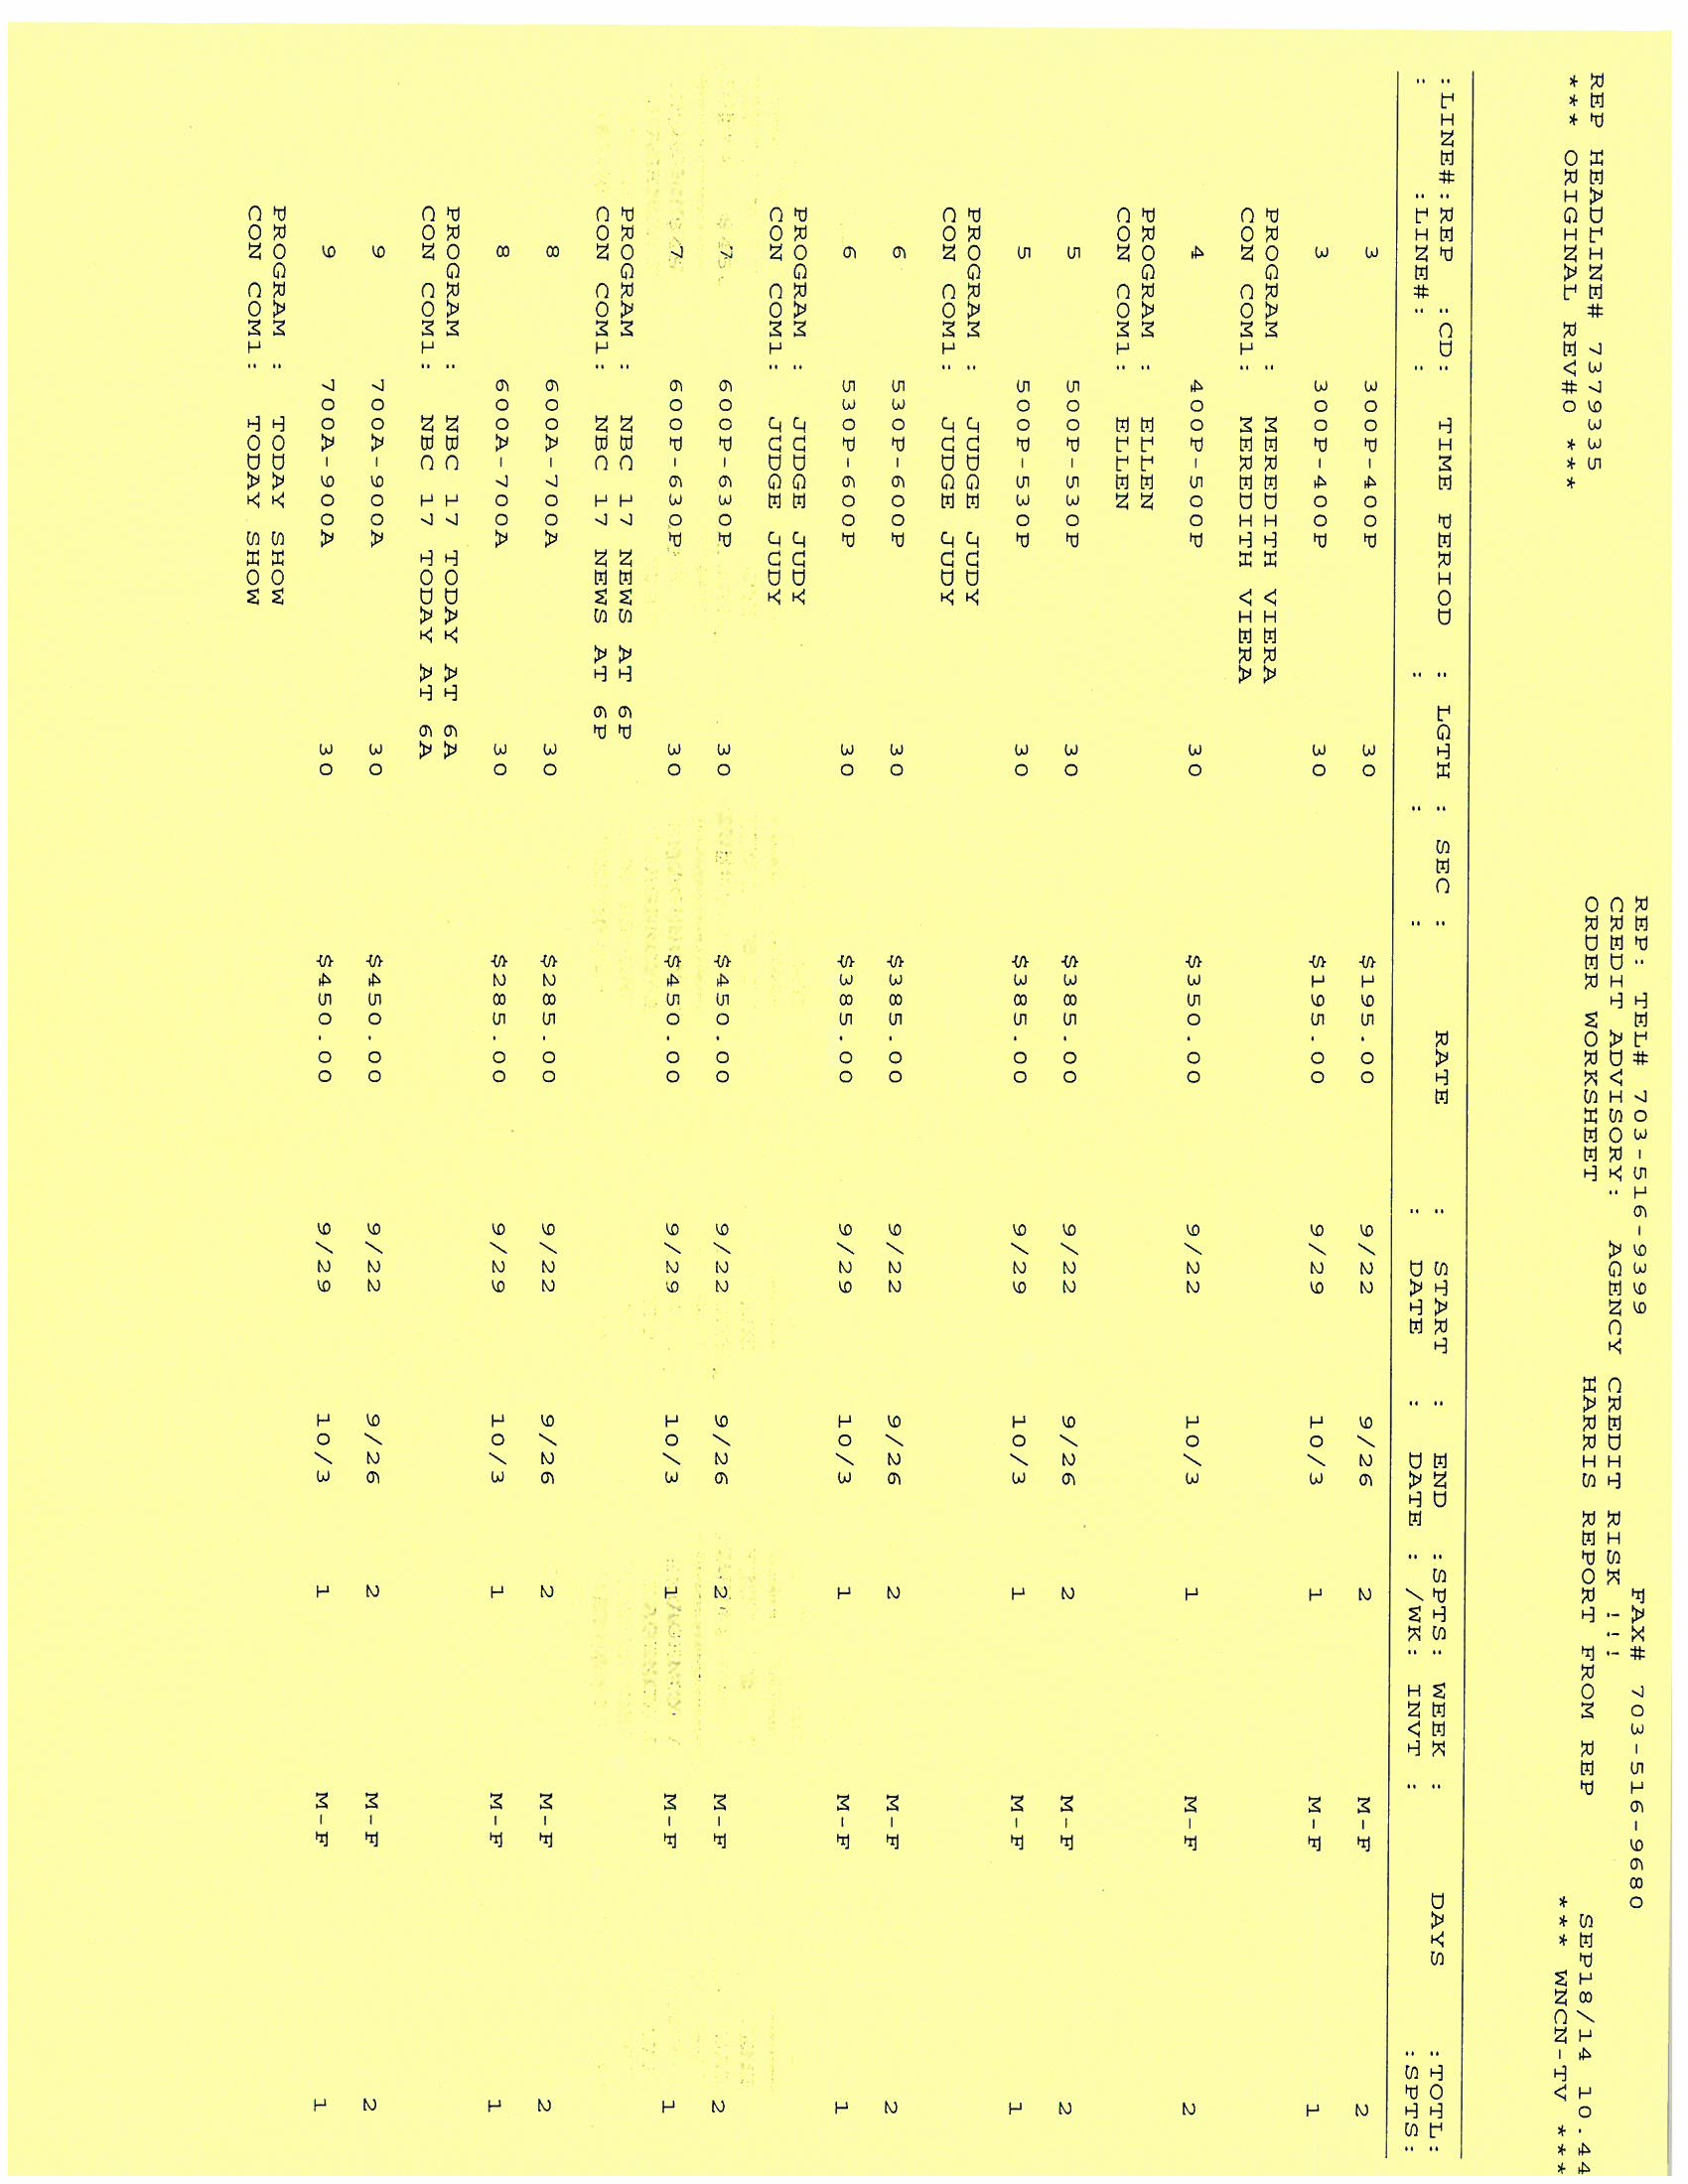 REP: TEL# 703-516-9399 FAX# 703-516-9680
CREDIT ADVISORY: AGENCY CREDIT RISK !!!
REP HEADLINE# 7379335 ORDER WORKSHEET HARRIS REPORT FROM REP SEP18/14 10.44
*** ORIGINAL REV#0 *** *** WNCN-TV ***
:LINE#:REP :CD: TIME PERIOD : LGTH : SEC : RATE : START : END :SPTS: WEEK : DAYS :TOTL:
: :LINE#: : : : : DATE : DATE : /WK: INVT : :SPTS:
3 300P-400P 30 $195.00 9/22 9/26 2 M-F 2
3 300P-400P 30 $195.00 9/29 10/3 1 M-F 1
PROGRAM : MEREDITH VIERA
CON COM1: MEREDITH VIERA
4 400P-500P 30 $350.00 9/22 10/3 1 M-F 2
PROGRAM : ELLEN
CON COM1: ELLEN
5 500P-530P 30 $385.00 9/22 9/26 2 M-F 2
5 500P-530P 30 $385.00 9/29 10/3 1 M-F 1
PROGRAM : JUDGE JUDY
CON COM1: JUDGE JUDY
6 530P-600P 30 $385.00 9/22 9/26 2 M-F 2
6 530P-600P 30 $385.00 9/29 10/3 1 M-F 1
PROGRAM : JUDGE JUDY
CON COM1: JUDGE JUDY
7 600P-630P 30 $450.00 9/22 9/26 2 M-F 2
7 600P-630P 30 $450.00 9/29 10/3 1 M-F 1
PROGRAM : NBC 17 NEWS AT 6P
CON COM1: NBC 17 NEWS AT 6P
8 600A-700A 30 $285.00 9/22 9/26 2 M-F 2
8 600A-700A 30 $285.00 9/29 10/3 1 M-F 1
PROGRAM : NBC 17 TODAY AT 6A
CON COM1: NBC 17 TODAY AT 6A
9 700A-900A 30 $450.00 9/22 9/26 2 M-F 2
9 700A-900A 30 $450.00 9/29 10/3 1 M-F 1
PROGRAM : TODAY SHOW
CON COM1: TODAY SHOW